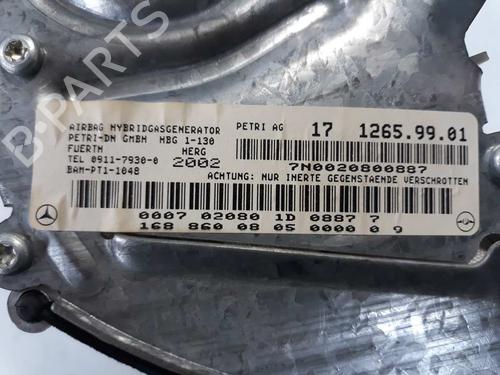 B-PARTS
AIRBAG HYBRIDGASGENERATOR
PETRI-DN GMBH HBG 1-130
FUERTH HERG
TEL 0911-7930-0 2002
BAM-PT1-1048
PETRI AG 17 1265.99.01
7N0020800887
ACHTUNG: NUR INERTE GEGENSTAENDE VERSCHROTTEN
0007 02080 1D 0887 7
168 860 08 05 0000 0 9